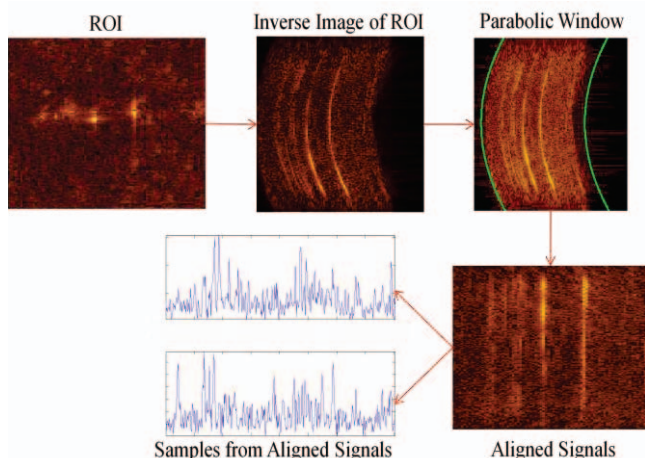 ROI
Inverse Image of ROI
Parabolic Window
Samples from Aligned Signals
Aligned Signals